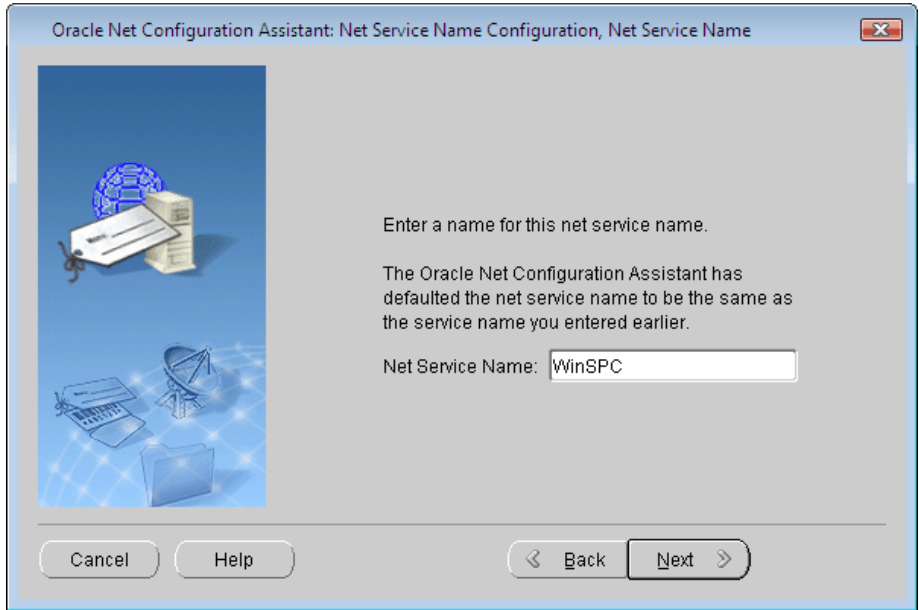 Oracle Net Configuration Assistant: Net Service Name Configuration, Net Service Name
Enter a name for this net service name.
The Oracle Net Configuration Assistant has
defaulted the net service name to be the same as
the service name you entered earlier.
Net Service Name: WinSPC
Cancel Help Back Next